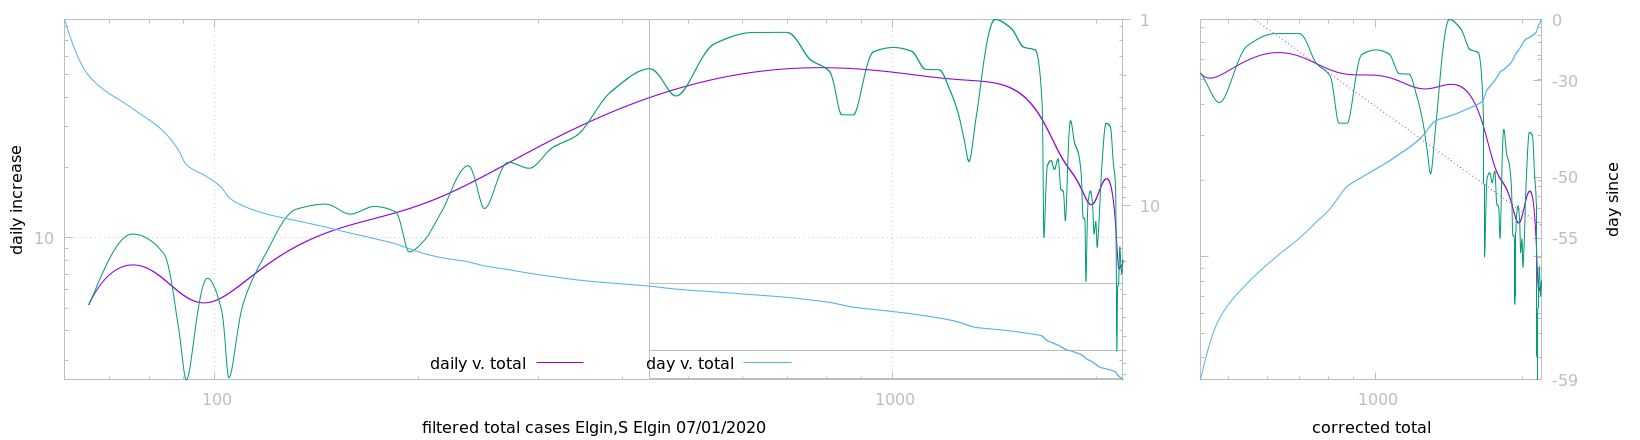 1
0
-30
daily increase
10
10
-50
-55
day since
daily v. total
day v. total
-59
100
1000
1000
filtered total cases Elgin,S Elgin 07/01/2020
corrected total